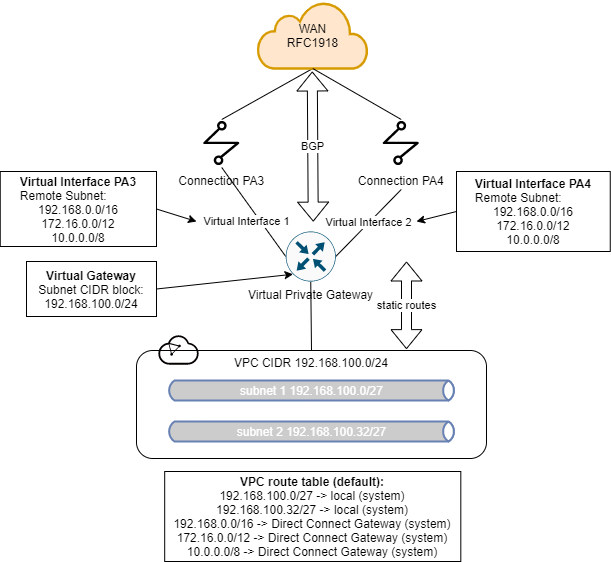 WAN
RFC1918
BGP
Connection PA3
Connection PA4
Virtual Interface PA3
Remote Subnet:
192.168.0.0/16
172.16.0.0/12
10.0.0.0/8
Virtual Interface PA4
Remote Subnet:
192.168.0.0/16
172.16.0.0/12
10.0.0.0/8
Virtual Interface 1
Virtual Interface 2
Virtual Gateway
Subnet CIDR block:
192.168.100.0/24
Virtual Private Gateway
static routes
VPC CIDR 192.168.100.0/24
subnet 1 192.168.100.0/27
subnet 2 192.168.100.32/27
VPC route table (default):
192.168.100.0/27 -> local (system)
192.168.100.32/27 -> local (system)
192.168.0.0/16 -> Direct Connect Gateway (system)
172.16.0.0/12 -> Direct Connect Gateway (system)
10.0.0.0/8 -> Direct Connect Gateway (system)